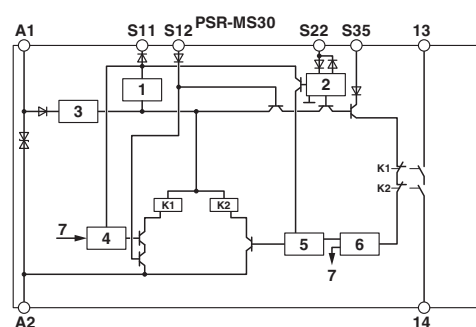 PSR-MS30
A1 S11 S12 S22 S35 13
1
2
3
K1
K2
K1 K2
7
4
5
6
7
A2 14